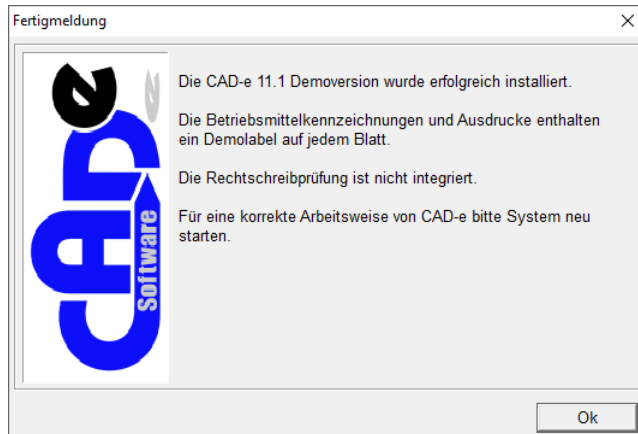 Fertigmeldung
CADe
e
Software
Die CAD-e 11.1 Demoversion wurde erfolgreich installiert.
Die Betriebsmittelkennzeichnungen und Ausdrucke enthalten
ein Demolabel auf jedem Blatt.
Die Rechtschreibprüfung ist nicht integriert.
Für eine korrekte Arbeitsweise von CAD-e bitte System neu
starten.
Ok